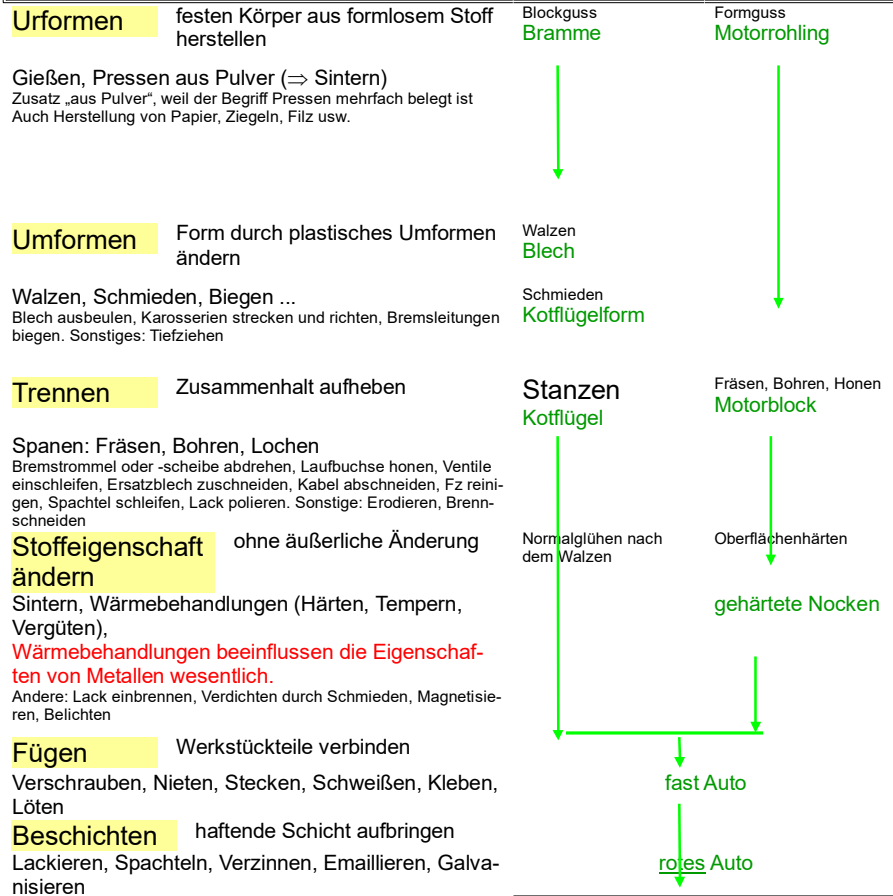 Urformen
festen Körper aus formlosem Stoff
herstellen
Blockguss
Bramme
Formguss
Motorrohling
Gießen, Pressen aus Pulver (⇒ Sintern)
Zusatz „aus Pulver“, weil der Begriff Pressen mehrfach belegt ist
Auch Herstellung von Papier, Ziegeln, Filz usw.
Umformen
Form durch plastisches Umformen
ändern
Walzen
Blech
Walzen, Schmieden, Biegen ...
Blech ausbeulen, Karosserien strecken und richten, Bremsleitungen
biegen. Sonstiges: Tiefziehen
Schmieden
Kotflügelform
Trennen
Zusammenhalt aufheben
Stanzen
Kotflügel
Fräsen, Bohren, Honen
Motorblock
Spanen: Fräsen, Bohren, Lochen
Bremstrommel oder -scheibe abdrehen, Laufbuchse honen, Ventile
einschleifen, Ersatzblech zuschneiden, Kabel abschneiden, Fz reini-
gen, Spachtel schleifen, Lack polieren. Sonstige: Erodieren, Brenn-
schneiden
Stoffeigenschaft
ändern
ohne äußerliche Änderung
Normalglühen nach
dem Walzen
Oberflächenhärten
Sintern, Wärmebehandlungen (Härten, Tempern,
Vergüten),
gehärtete Nocken
Wärmebehandlungen beeinflussen die Eigenschaf-
ten von Metallen wesentlich.
Andere: Lack einbrennen, Verdichten durch Schmieden, Magnetisie-
ren, Belichten
Fügen
Werkstückteile verbinden
Verschrauben, Nieten, Stecken, Schweißen, Kleben,
Löten
fast Auto
Beschichten
haftende Schicht aufbringen
Lackieren, Spachteln, Verzinnen, Emaillieren, Galva-
nisieren
rotes Auto